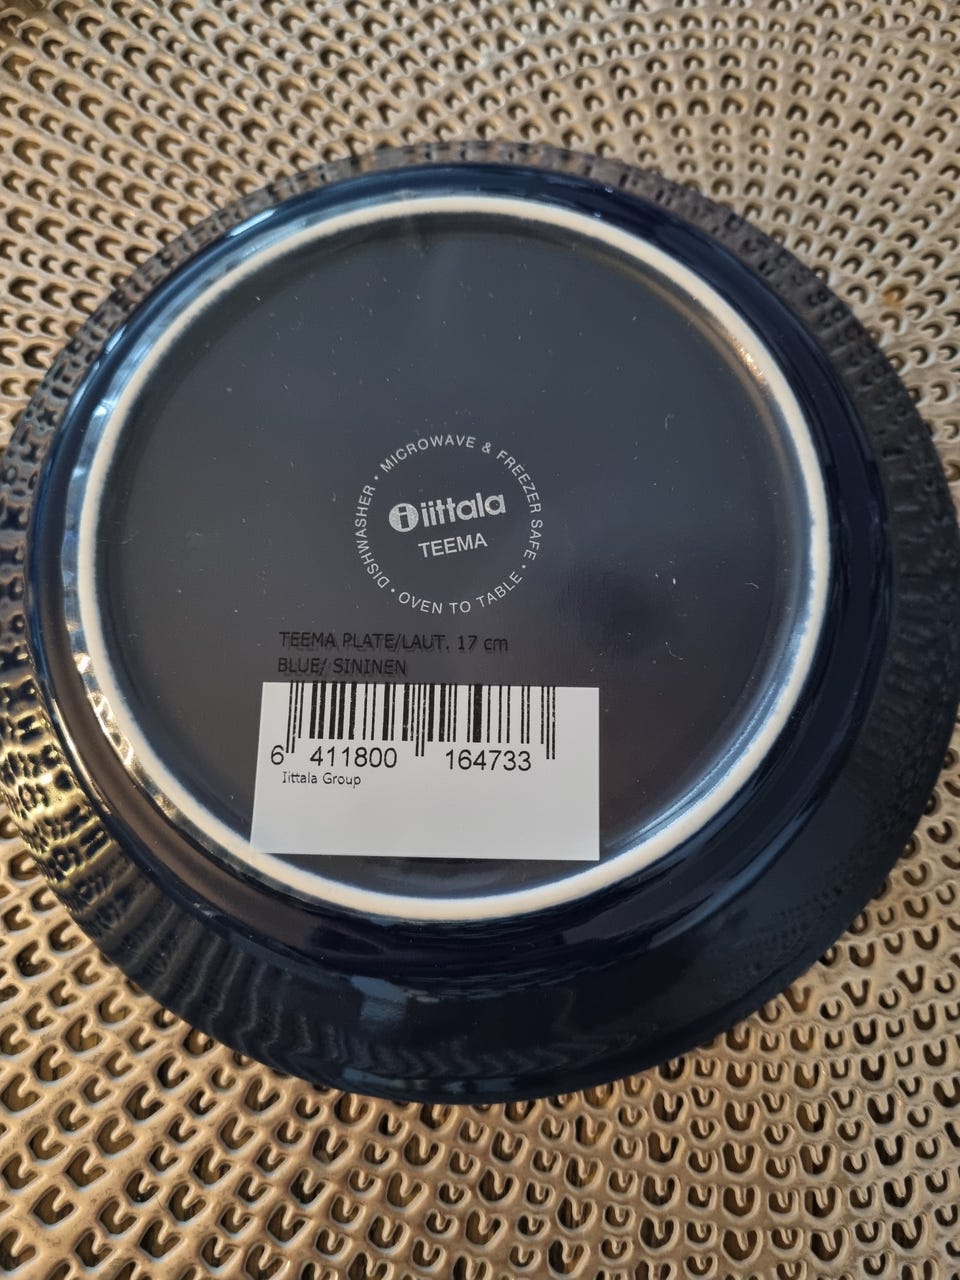 DISHWASHER • MICROWAVE & FREEZER SAFE • OVEN TO TABLE •
i iittala
TEEMA
TEEMA PLATE/LAUT. 17 cm
BLUE/ SININEN
6 411800 164733
Iittala Group